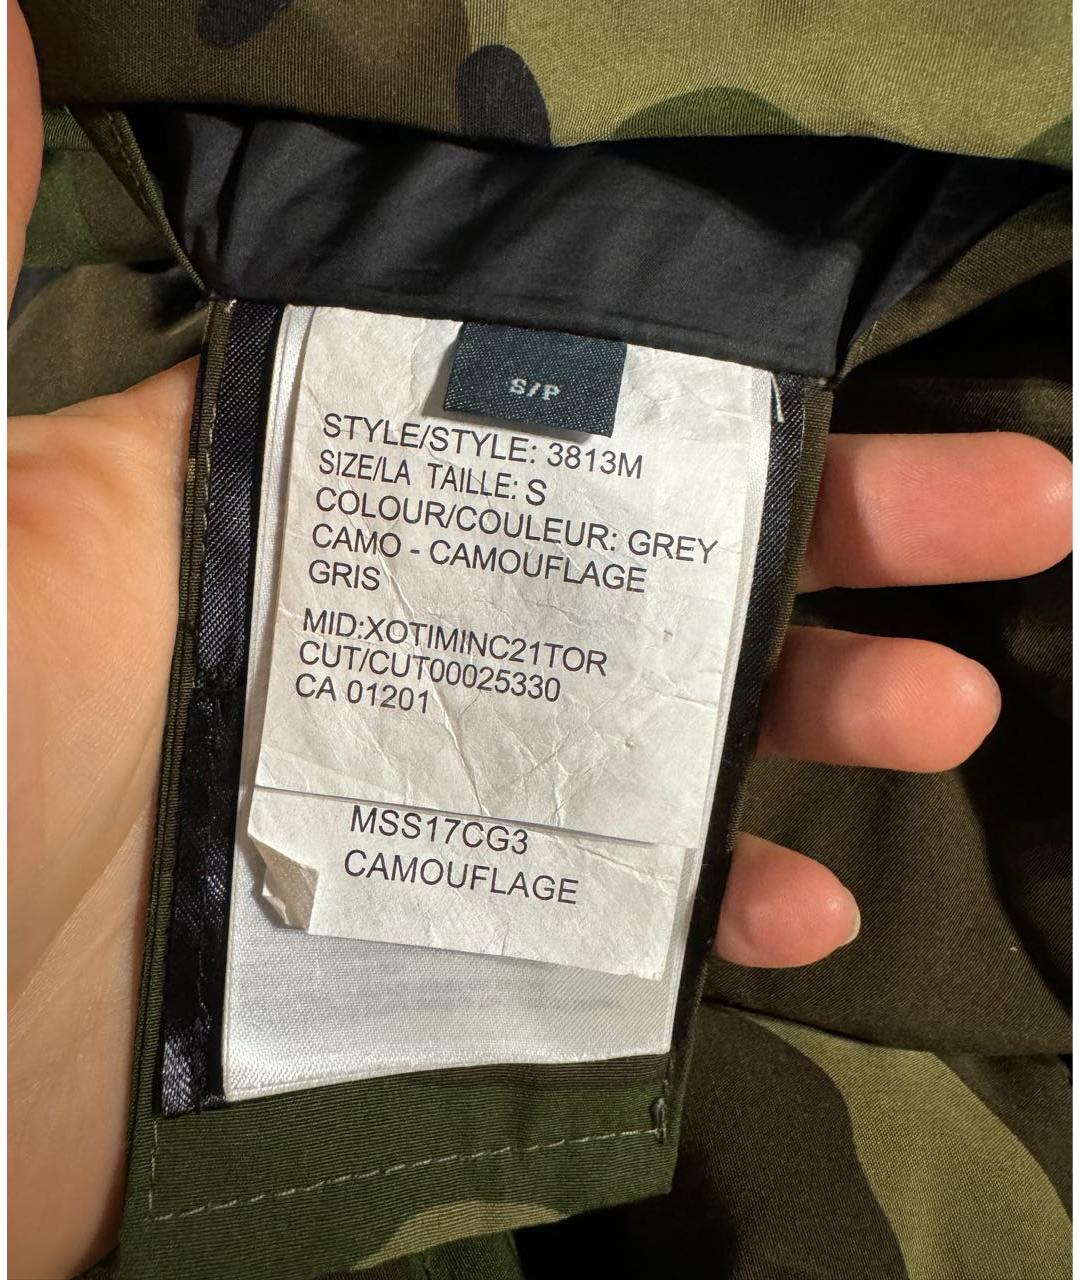 S/P
STYLE/STYLE: 3813M
SIZE/LA TAILLE: S
COLOUR/COULEUR: GREY
CAMO - CAMOUFLAGE
GRIS
MID:XOTIMINC21TOR
CUT/CUT00025330
CA 01201
MSS17CG3
CAMOUFLAGE